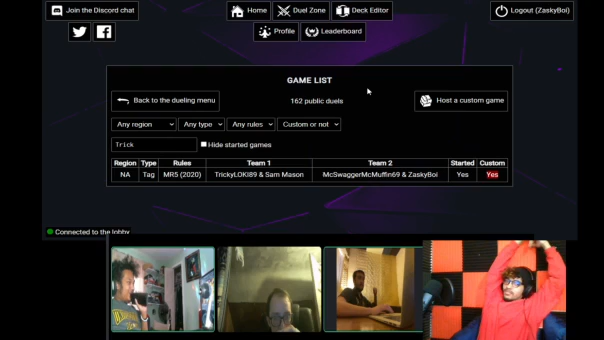 Join the Discord chat
Home
Duel Zone
Deck Editor
Logout (ZaskyBoi)
Profile
Leaderboard
GAME LIST
Back to the dueling menu
162 public duels
Host a custom game
Any region
Any type
Any rules
Custom or not
Trick
Hide started games
Region Type Rules Team 1 Team 2 Started Custom
NA Tag MR5 (2020) TrickyLOKI89 & Sam Mason McSwaggerMcMuffin69 & ZaskyBoi Yes Yes
Connected to the lobby